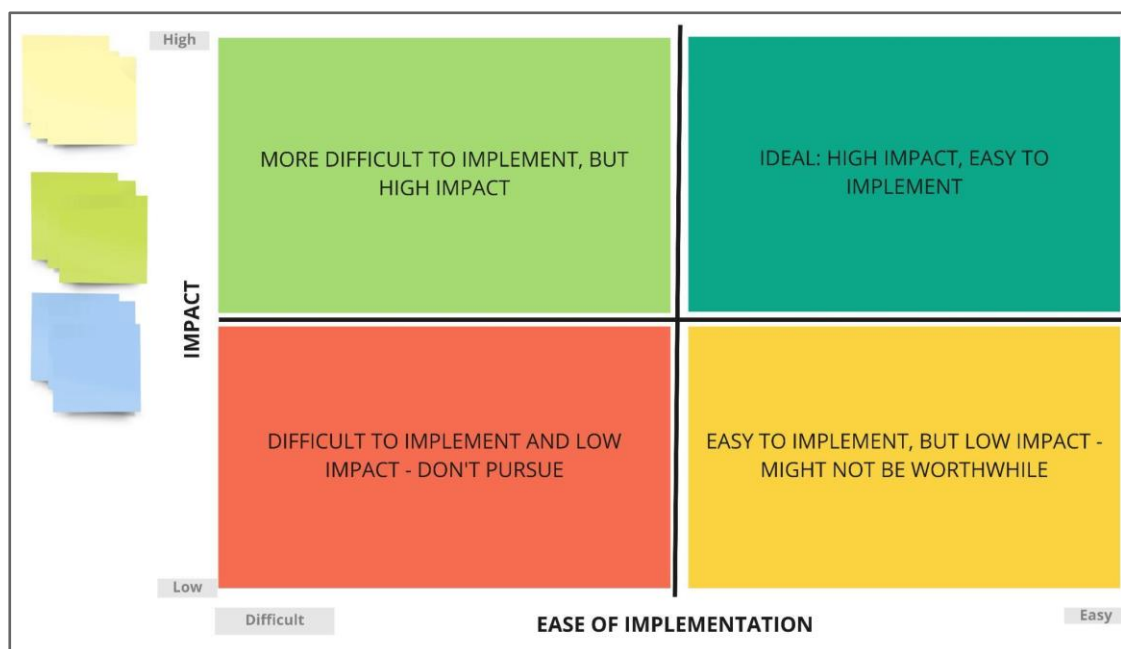 High
MORE DIFFICULT TO IMPLEMENT, BUT
HIGH IMPACT
IDEAL: HIGH IMPACT, EASY TO
IMPLEMENT
IMPACT
DIFFICULT TO IMPLEMENT AND LOW
IMPACT - DON'T PURSUE
EASY TO IMPLEMENT, BUT LOW IMPACT -
MIGHT NOT BE WORTHWHILE
Low
Difficult
EASE OF IMPLEMENTATION
Easy